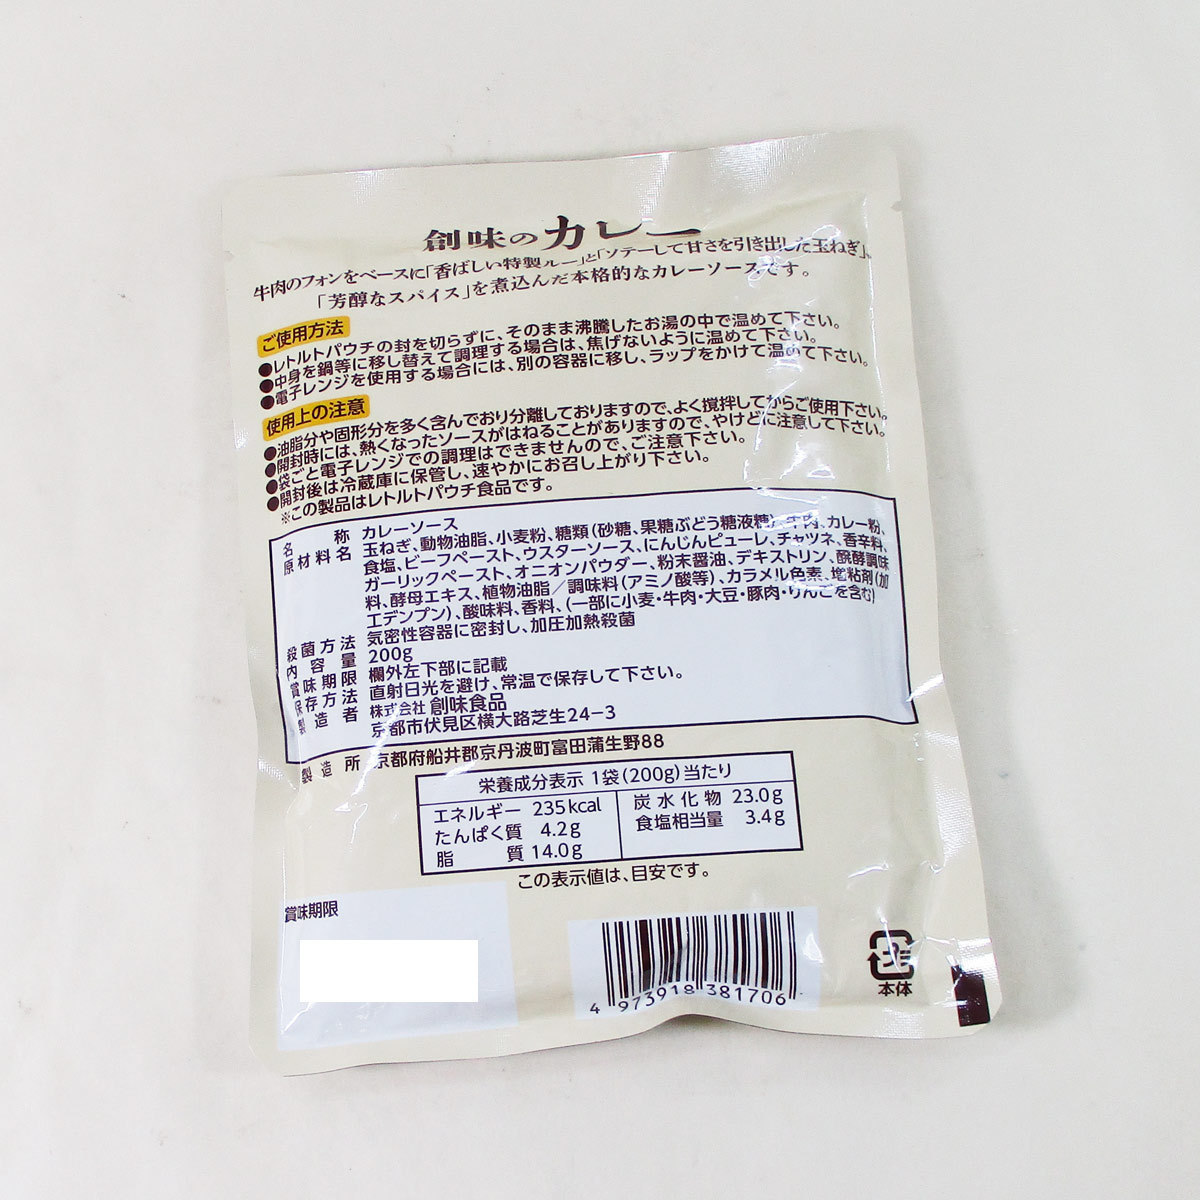 創味のカレー
牛肉のフォンをベースに「香ばしい特製ルー」と「ソテーして甘さを引き出した玉ねぎ」、
「芳醇なスパイス」を煮込んだ本格的なカレーソースです。
ご使用方法
●レトルトパウチの封を切らずに、そのまま沸騰したお湯の中で温めて下さい。
●中身を鍋等に移し替えて調理する場合は、焦げないように温めて下さい。
●電子レンジを使用する場合には、別の容器に移し、ラップをかけて温めて下さい。
使用上の注意
●油脂分や固形分を多く含んでおり分離しておりますので、よく撹拌してからご使用下さい。
●開封時には、熱くなったソースがはねることがありますので、やけどに注意して下さい。
●袋ごと電子レンジでの調理はできませんので、ご注意下さい。
●開封後は冷蔵庫に保管し、速やかにお召し上がり下さい。
※この製品はレトルトパウチ食品です。
名称 カレーソース
原材料名 玉ねぎ、動物油脂、小麦粉、糖類(砂糖、果糖ぶどう糖液糖)、牛肉、カレー粉、
食塩、ビーフペースト、ウスターソース、にんじんピューレ、チャツネ、香辛料、
ガーリックペースト、オニオンパウダー、粉末醤油、デキストリン、醗酵調味
料、酵母エキス、植物油脂／調味料(アミノ酸等)、カラメル色素、増粘剤(加
工デンプン)、酸味料、香料、(一部に小麦・牛肉・大豆・豚肉・りんごを含む)
殺菌方法 気密性容器に密封し、加圧加熱殺菌
内容量 200g
賞味期限 欄外左下部に記載
保存方法 直射日光を避け、常温で保存して下さい。
製造者 株式会社 創味食品
京都市伏見区横大路芝生24-3
製造所 京都府船井郡京丹波町富田蒲生野88
栄養成分表示 1袋(200g)当たり
エネルギー 235kcal 炭水化物 23.0g
たんぱく質 4.2g 食塩相当量 3.4g
脂質 14.0g
この表示値は、目安です。
賞味期限
4 973918 381706
プラ
本体